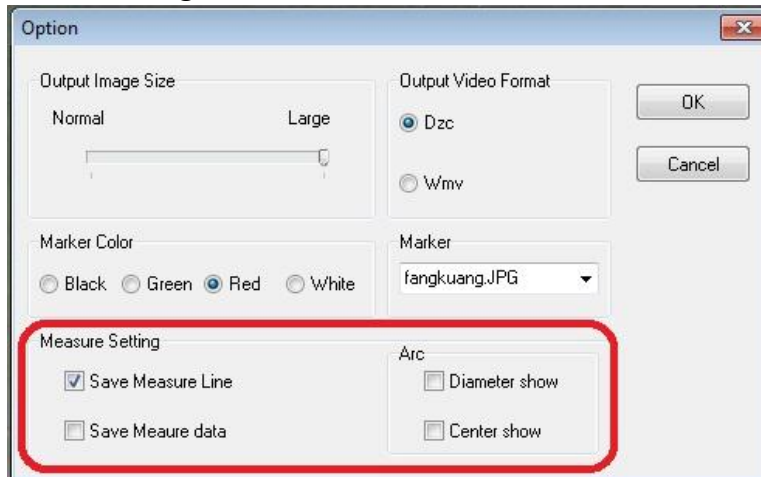 Option
Output Image Size
Normal Large
Output Video Format
Dzc
Wmv
OK
Cancel
Marker Color
Black Green Red White
Marker
fangkuang.JPG
Measure Setting
Save Measure Line
Save Meaure data
Arc
Diameter show
Center show